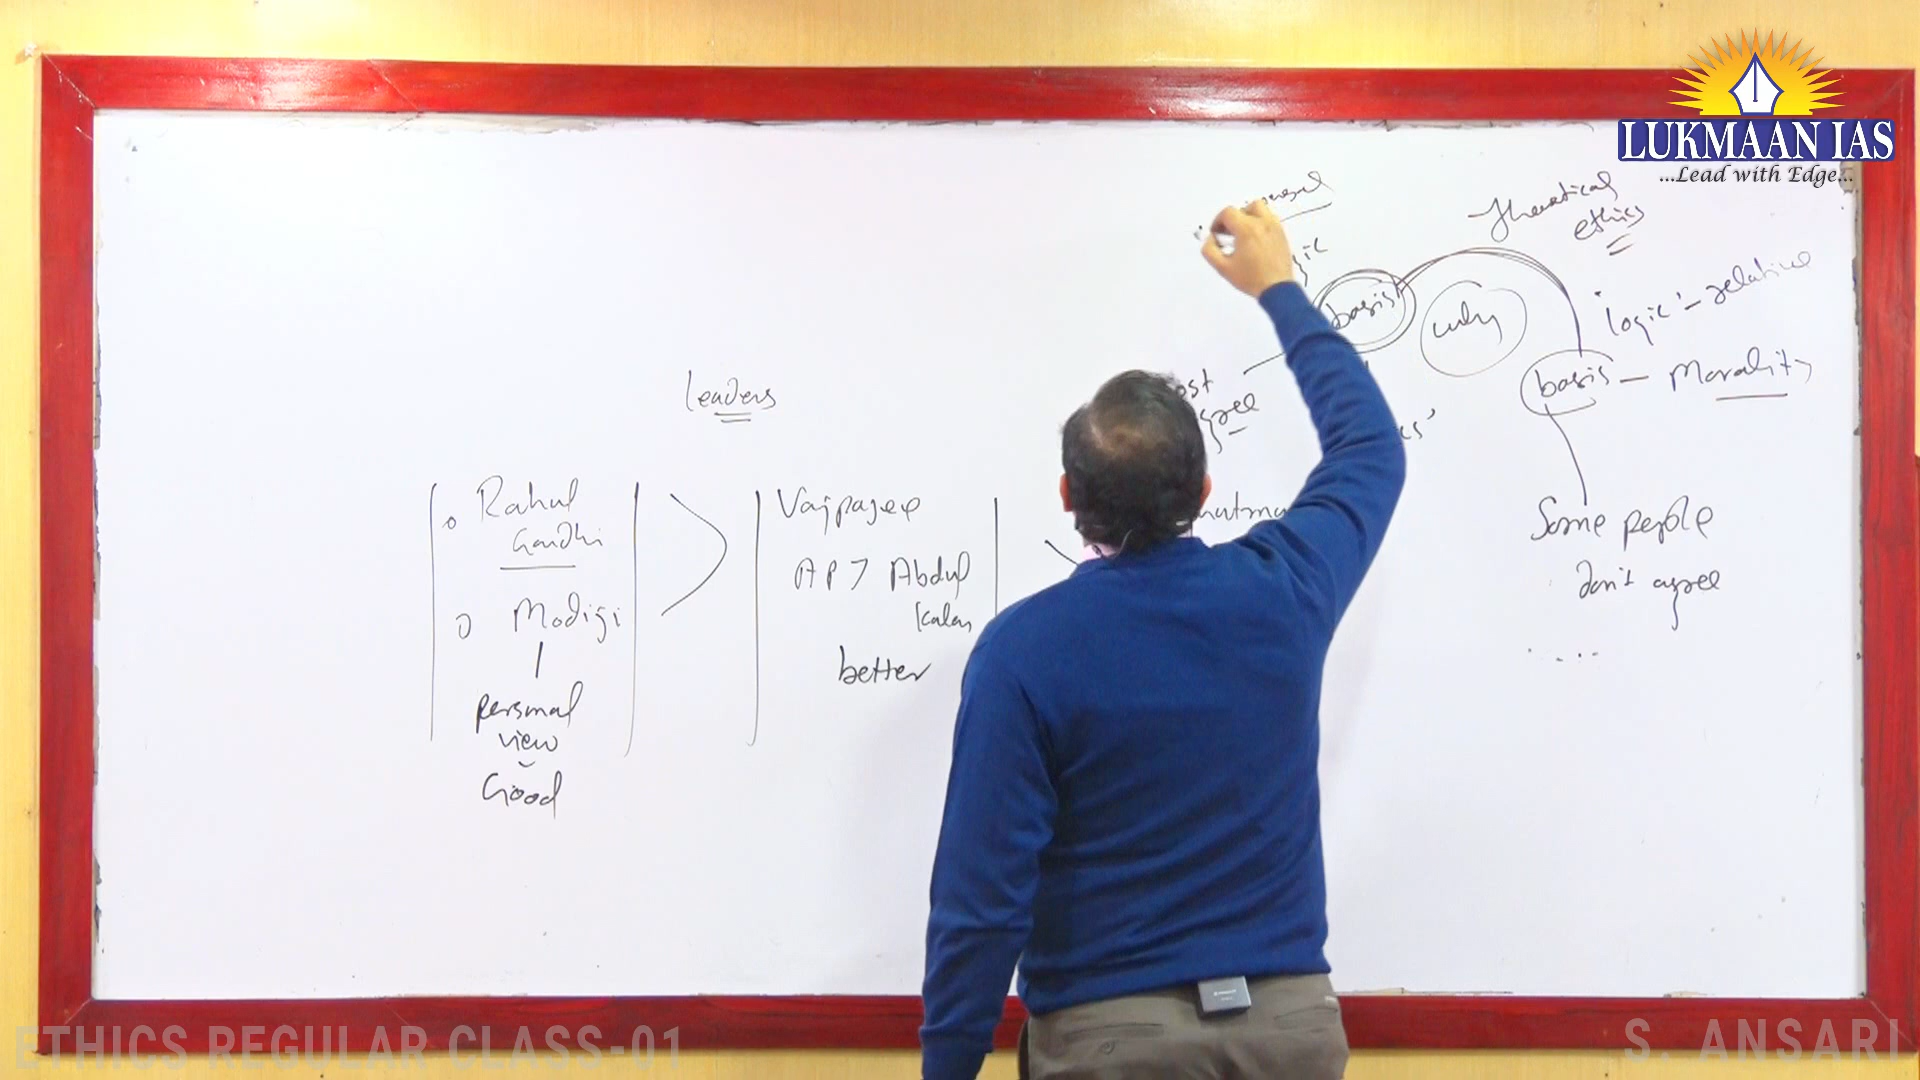 LUKMAAN IAS
...Lead with Edge...
Theoretical
ethics
basis
why
logic - relative
basis - Morality
agree
Some people
don't agree
leaders
Rahul
Gandhi
Modiji
personal
view
Good
Vajpayee
APJ Abdul
Kalam
better
ETHICS REGULAR CLASS-01
S. ANSARI